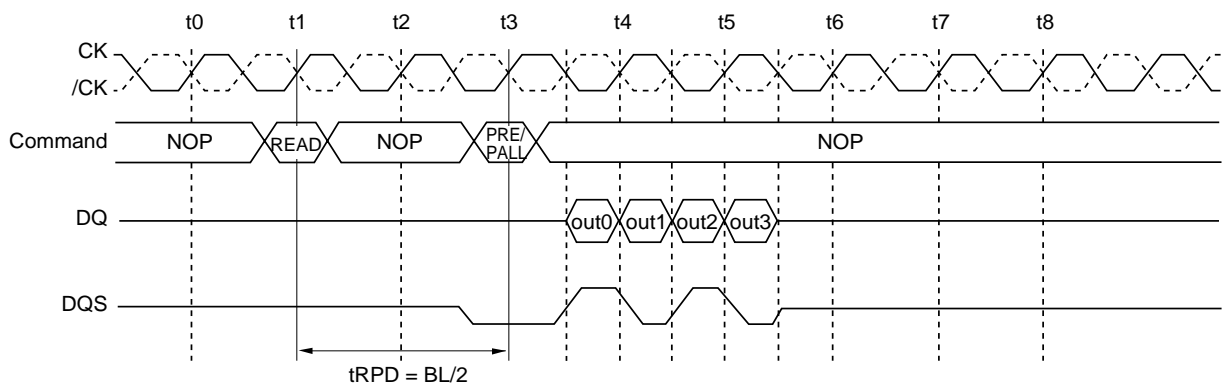 t0 t1 t2 t3 t4 t5 t6 t7 t8
CK
/CK
Command NOP READ NOP PRE/PALL NOP
DQ out0 out1 out2 out3
DQS
tRPD = BL/2